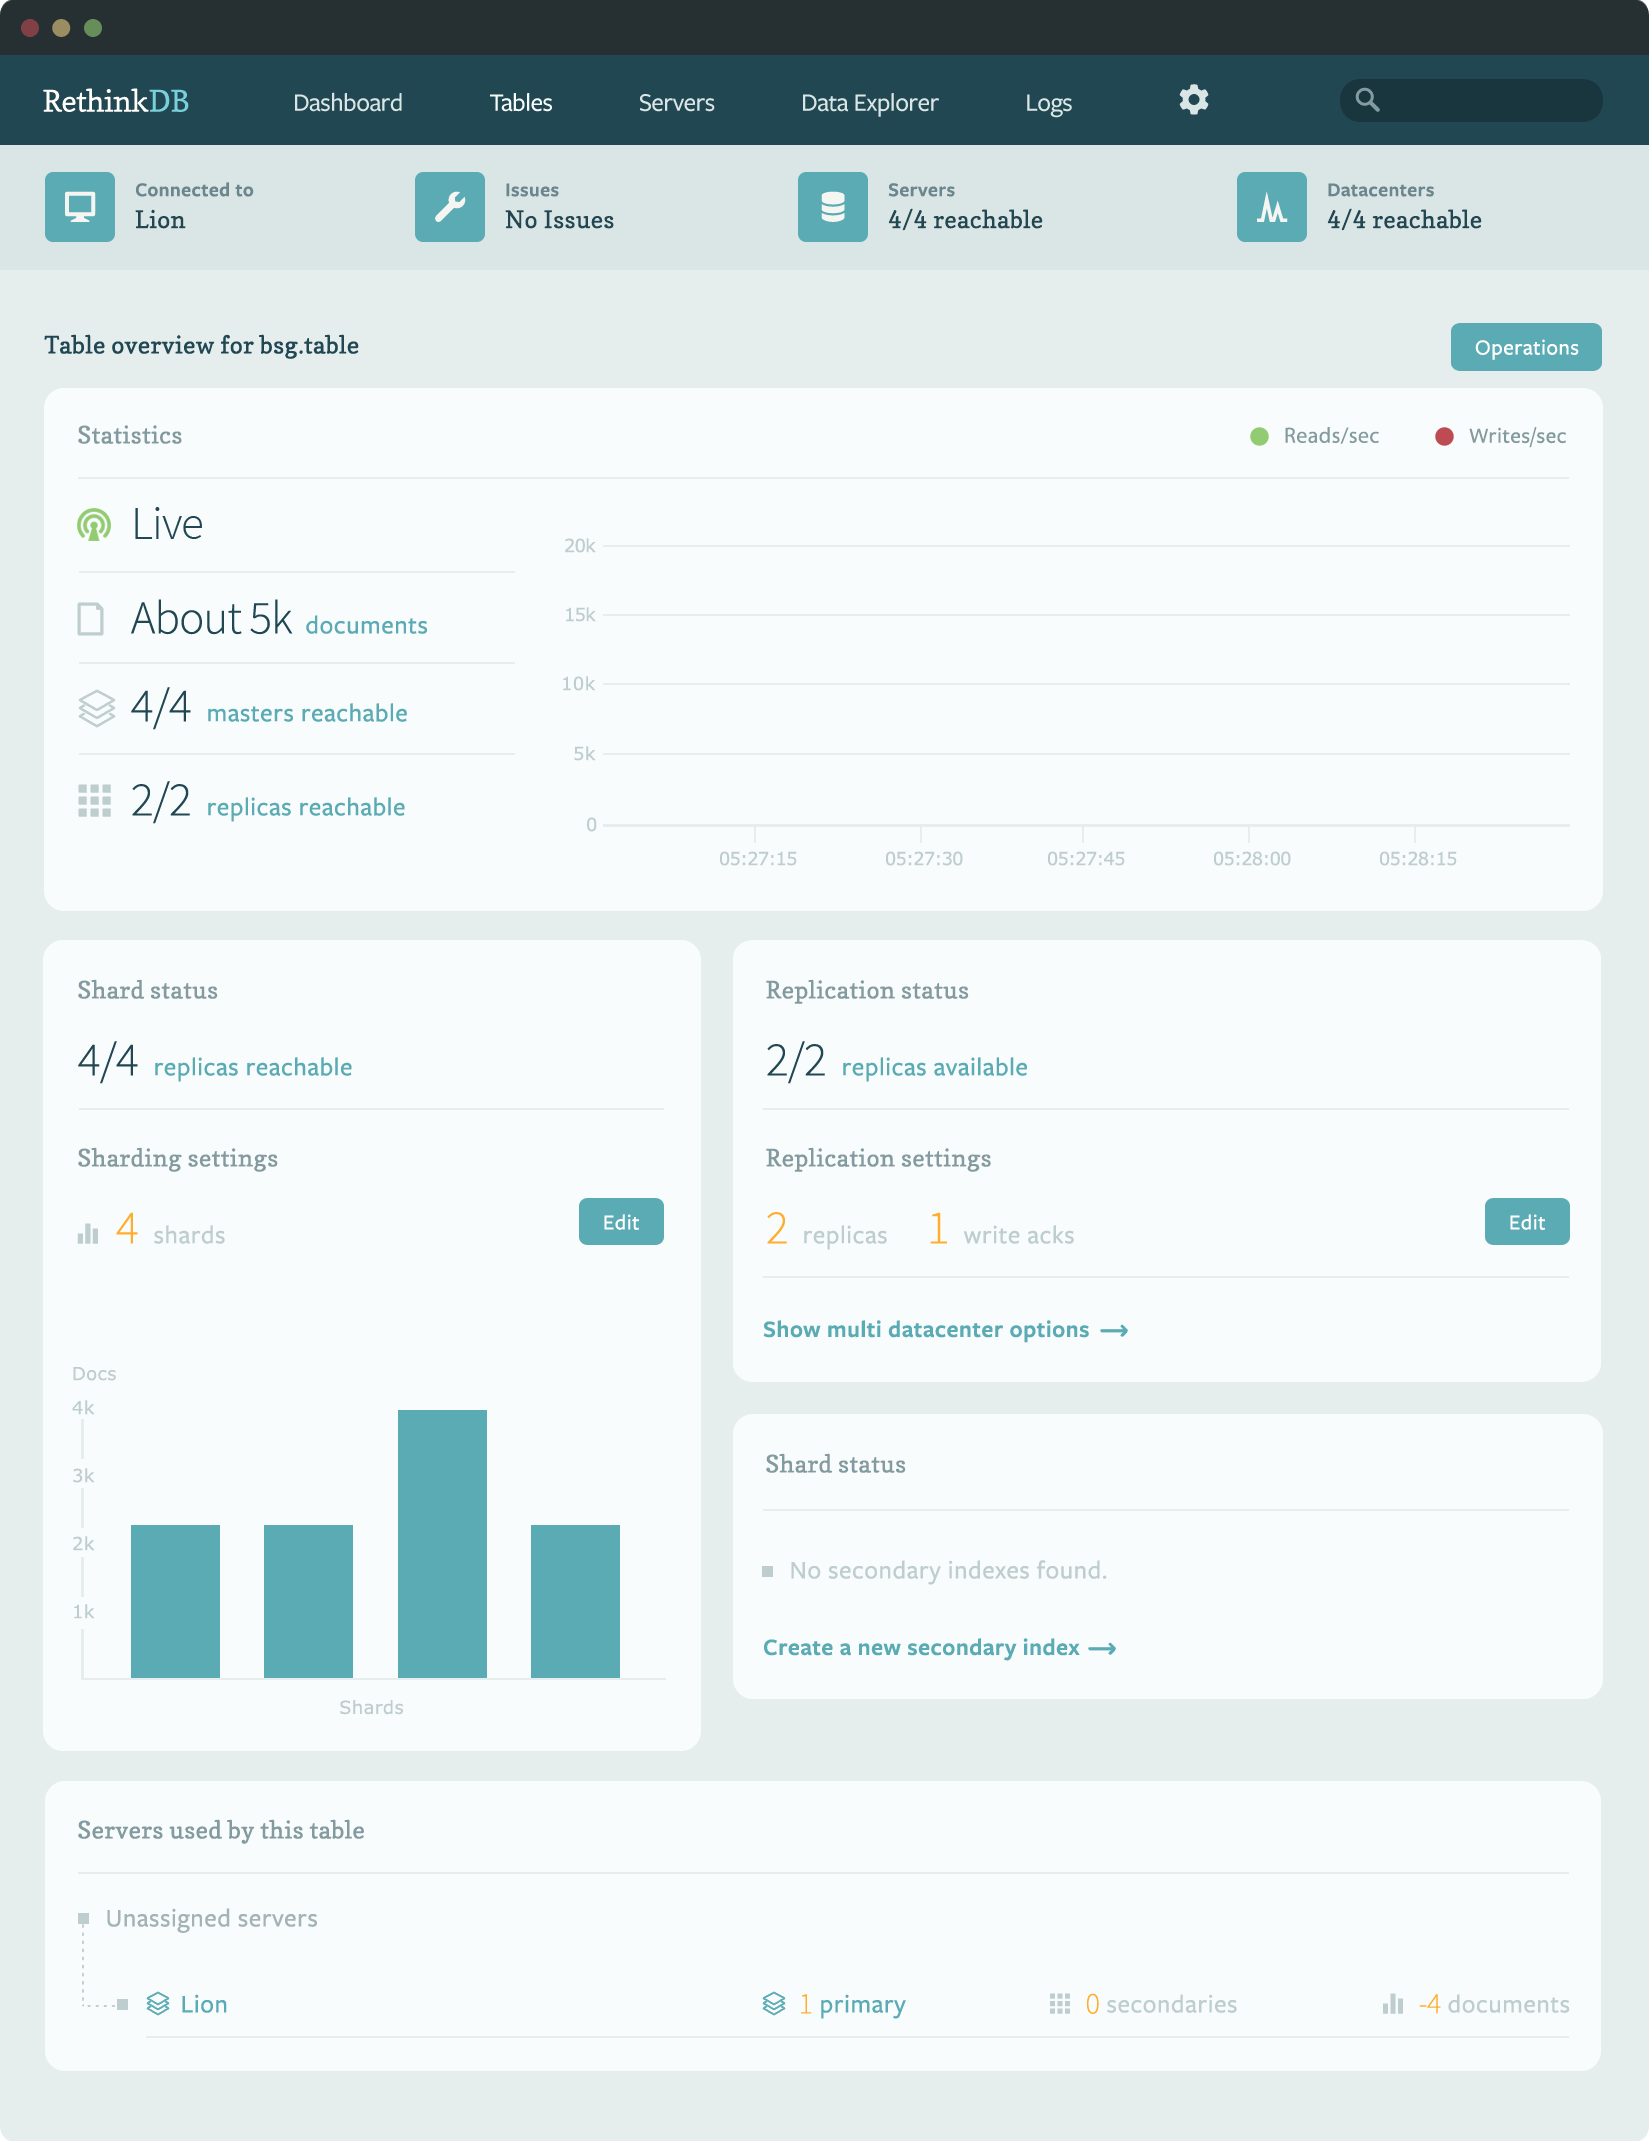 RethinkDB
Dashboard
Tables
Servers
Data Explorer
Logs
Connected to
Lion
Issues
No Issues
Servers
4/4 reachable
Datacenters
4/4 reachable
Table overview for bsg.table
Operations
Statistics
Reads/sec
Writes/sec
Live
About 5k documents
4/4 masters reachable
2/2 replicas reachable
20k
15k
10k
5k
0
05:27:15
05:27:30
05:27:45
05:28:00
05:28:15
Shard status
4/4 replicas reachable
Sharding settings
4 shards
Edit
Docs
4k
3k
2k
1k
Shards
Replication status
2/2 replicas available
Replication settings
2 replicas
1 write acks
Edit
Show multi datacenter options
Shard status
No secondary indexes found.
Create a new secondary index
Servers used by this table
Unassigned servers
Lion
1 primary
0 secondaries
-4 documents